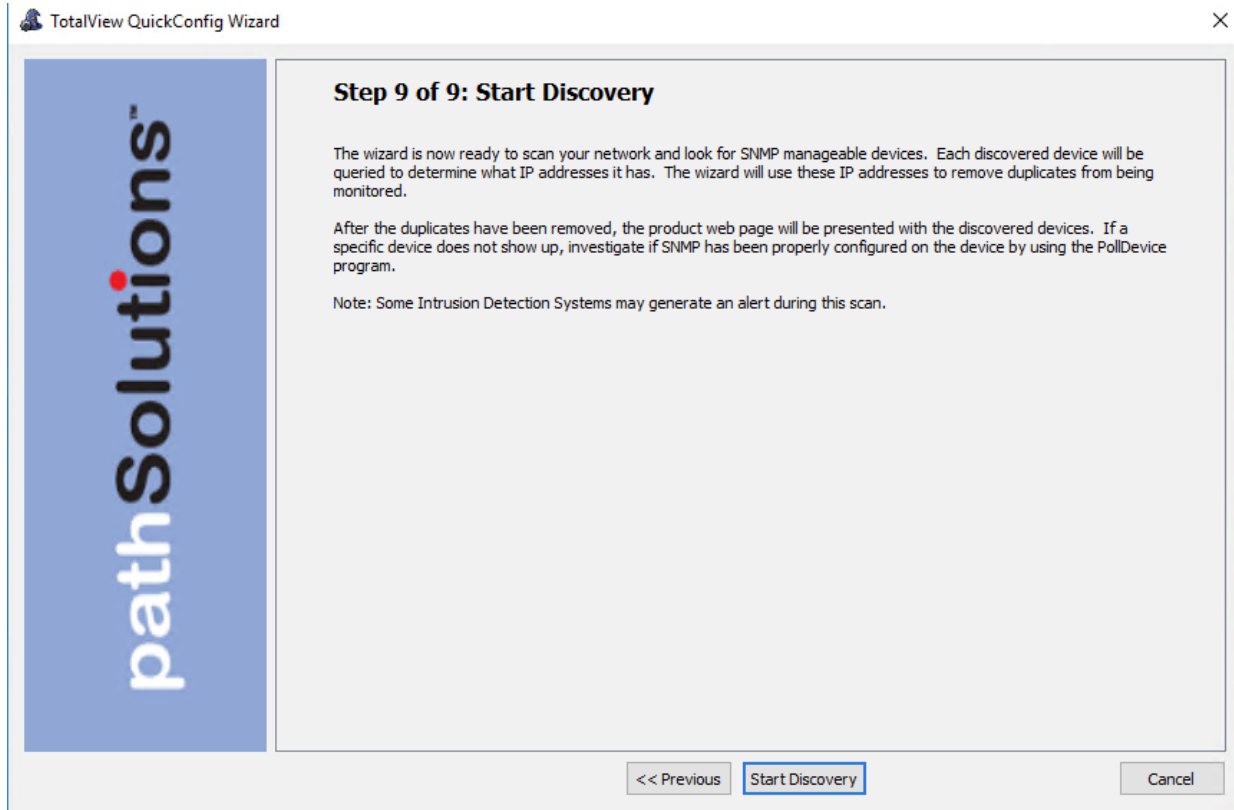 TotalView QuickConfig Wizard
pathSolutions™
Step 9 of 9: Start Discovery
The wizard is now ready to scan your network and look for SNMP manageable devices.  Each discovered device will be
queried to determine what IP addresses it has.  The wizard will use these IP addresses to remove duplicates from being
monitored.
After the duplicates have been removed, the product web page will be presented with the discovered devices.  If a
specific device does not show up, investigate if SNMP has been properly configured on the device by using the PollDevice
program.
Note: Some Intrusion Detection Systems may generate an alert during this scan.
<< Previous
Start Discovery
Cancel